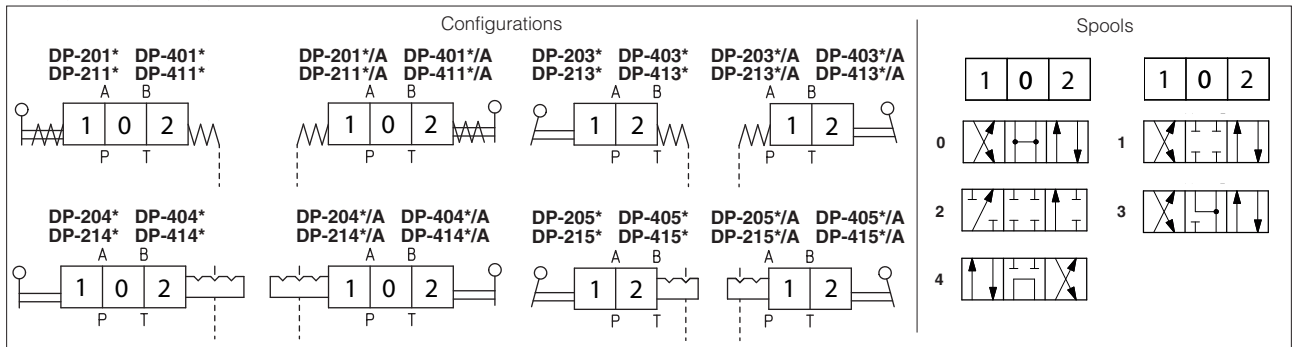 Configurations
Spools
DP-201* DP-401*
DP-211* DP-411*
A B
1 0 2
P T
DP-201*/A DP-401*/A
DP-211*/A DP-411*/A
A B
1 0 2
P T
DP-203* DP-403*
DP-213* DP-413*
A B
1 2
P T
DP-203*/A DP-403*/A
DP-213*/A DP-413*/A
A B
1 2
P T
DP-204* DP-404*
DP-214* DP-414*
A B
1 0 2
P T
DP-204*/A DP-404*/A
DP-214*/A DP-414*/A
A B
1 0 2
P T
DP-205* DP-405*
DP-215* DP-415*
A B
1 2
P T
DP-205*/A DP-405*/A
DP-215*/A DP-415*/A
A B
1 2
P T
1 0 2
1 0 2
0
1
2
3
4